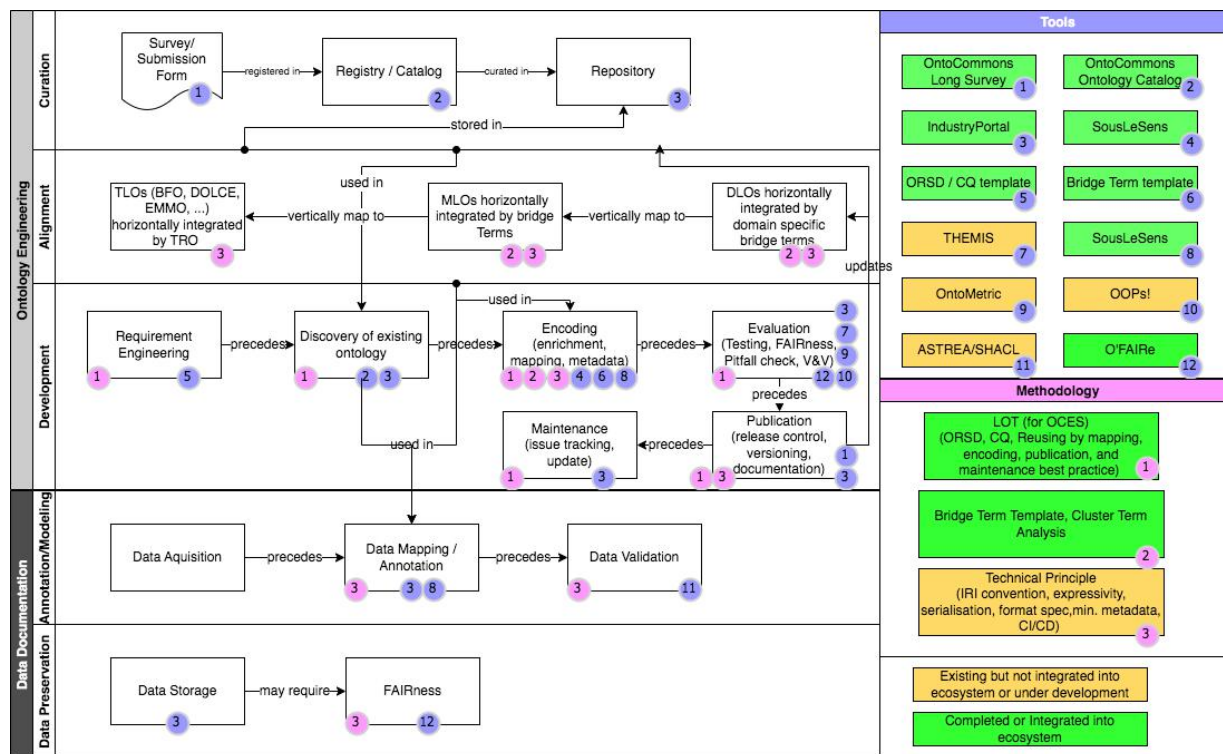 Ontology Engineering
Curation
Survey/
Submission
Form
1
registered in
Registry / Catalog
2
curated in
Repository
3
stored in
Alignment
used in
TLOs (BFO, DOLCE,
EMMO, ...)
horizontally integrated
by TRO
3
vertically map to
MLOs horizontally
integrated by bridge
Terms
2 3
vertically map to
DLOs horizontally
integrated by
domain specific
bridge terms
2 3
updates
Development
Requirement
Engineering
1 5
precedes
Discovery of existing
ontology
1 2 3
precedes
used in
Encoding
(enrichment,
mapping, metadata)
1 2 3 4 6 8
precedes
Evaluation
(Testing, FAIRness,
Pitfall check, V&V)
3
7
9
1 12 10
precedes
Publication
(release control,
versioning,
documentation)
1
1 3 3
precedes
Maintenance
(issue tracking,
update)
1 3
used in
Data Documentation
Annotation/Modeling
Data Aquisition
precedes
Data Mapping /
Annotation
3 3 8
precedes
Data Validation
3 11
Data Preservation
Data Storage
3
may require
FAIRness
3 12
Tools
OntoCommons
Long Survey
1
OntoCommons
Ontology Catalog
2
IndustryPortal
3
SousLeSens
4
ORSD / CQ template
5
Bridge Term template
6
THEMIS
7
SousLeSens
8
OntoMetric
9
OOPs!
10
ASTREA/SHACL
11
O'FAIRe
12
Methodology
LOT (for OCES)
(ORSD, CQ, Reusing by mapping,
encoding, publication, and
maintenance best practice)
1
Bridge Term Template, Cluster Term
Analysis
2
Technical Principle
(IRI convention, expressivity,
serialisation, format spec,min. metadata,
CI/CD)
3
Existing but not integrated into
ecosystem or under development
Completed or Integrated into
ecosystem